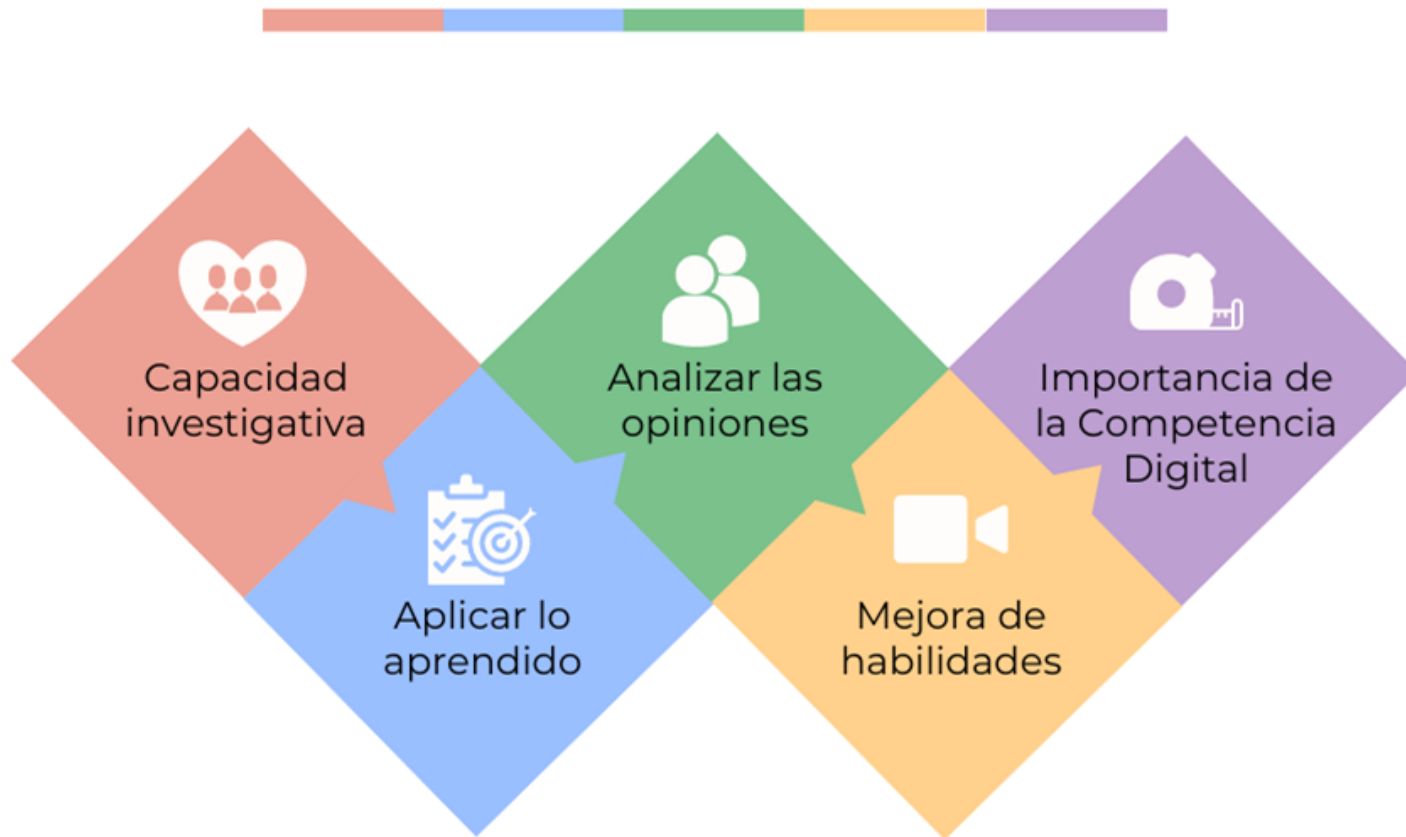 Capacidad
investigativa
Aplicar lo
aprendido
Analizar las
opiniones
Mejora de
habilidades
Importancia de
la Competencia
Digital